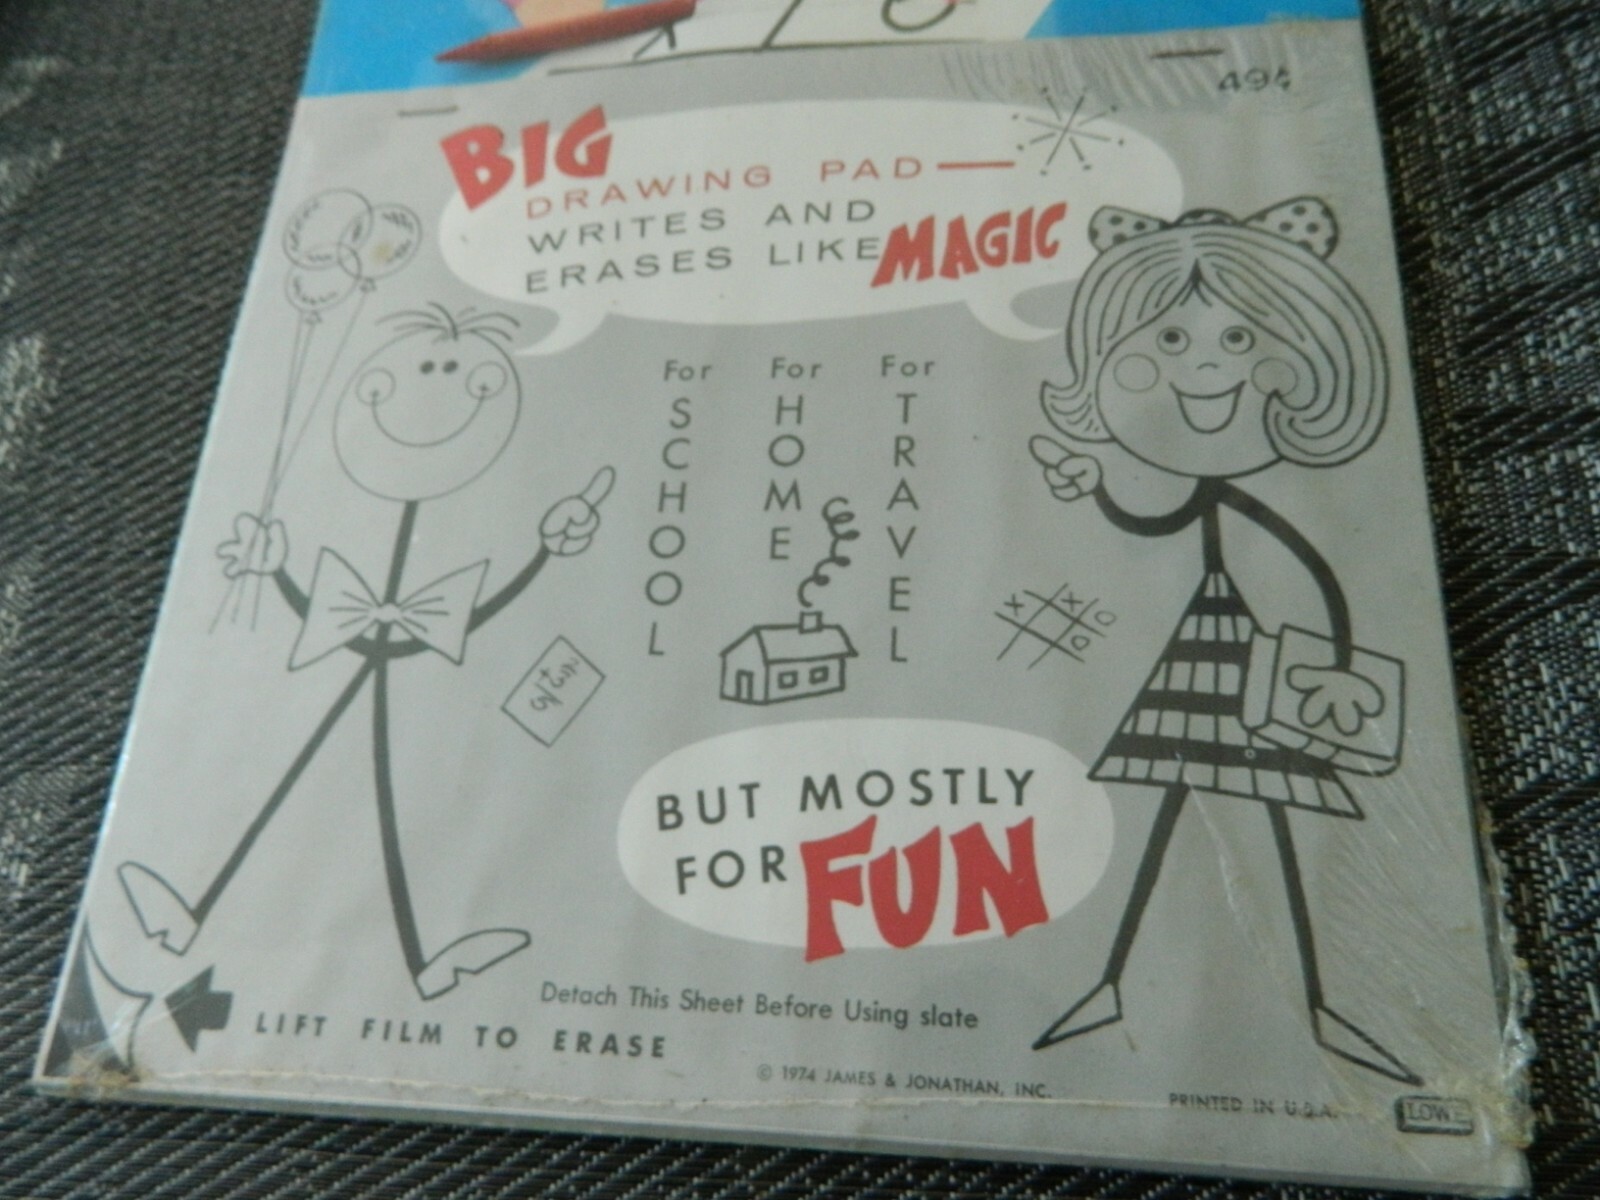 49¢
BIG
DRAWING PAD—
WRITES AND
ERASES LIKE MAGIC
For SCHOOL
For HOME
For TRAVEL
BUT MOSTLY
FOR FUN
Detach This Sheet Before Using slate
LIFT FILM TO ERASE
© 1974 JAMES & JONATHAN, INC.
PRINTED IN U.S.A.
LOWE